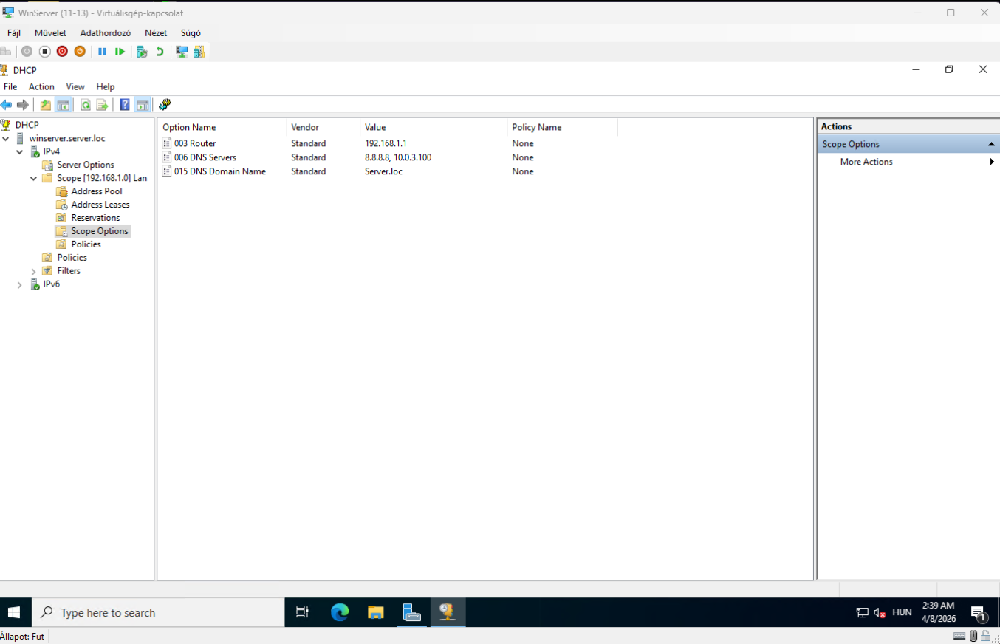 WinServer (11-13) - Virtuálisgép-kapcsolat
Fájl Művelet Adathordozó Nézet Súgó
DHCP
File Action View Help
DHCP
winserver.server.loc
IPv4
Server Options
Scope [192.168.1.0] Lan
Address Pool
Address Leases
Reservations
Scope Options
Policies
Policies
Filters
IPv6
Option Name Vendor Value Policy Name
003 Router Standard 192.168.1.1 None
006 DNS Servers Standard 8.8.8.8, 10.0.3.100 None
015 DNS Domain Name Standard Server.loc None
Actions
Scope Options
More Actions
Type here to search
HUN
2:39 AM
4/8/2026
1
Állapot: Fut